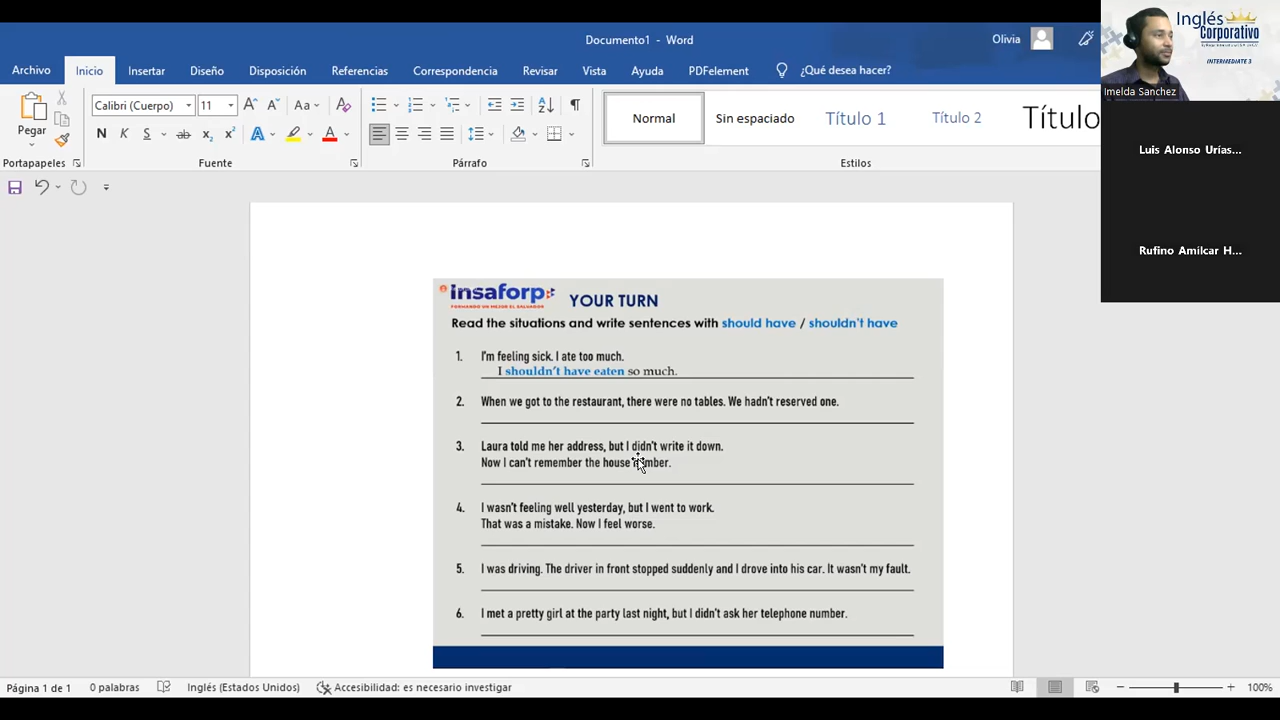 Documento1 - Word
Olivia
Archivo Inicio Insertar Diseño Disposición Referencias Correspondencia Revisar Vista Ayuda PDFelement ¿Qué desea hacer?
Pegar
Calibri (Cuerpo) 11
Normal Sin espaciado Título 1 Título 2 Título
Portapapeles Fuente Párrafo Estilos
Inglés
Corporativo
INTERMEDIATE 3
Imelda Sanchez
Luis Alonso Urías...
Rufino Amílcar H...
insaforp
FORMANDO UN MEJOR EL SALVADOR
YOUR TURN
Read the situations and write sentences with should have / shouldn't have
1. I'm feeling sick. I ate too much.
I shouldn't have eaten so much.
2. When we got to the restaurant, there were no tables. We hadn't reserved one.
3. Laura told me her address, but I didn't write it down.
Now I can't remember the house number.
4. I wasn't feeling well yesterday, but I went to work.
That was a mistake. Now I feel worse.
5. I was driving. The driver in front stopped suddenly and I drove into his car. It wasn't my fault.
6. I met a pretty girl at the party last night, but I didn't ask her telephone number.
Página 1 de 1 0 palabras Inglés (Estados Unidos) Accesibilidad: es necesario investigar 100%